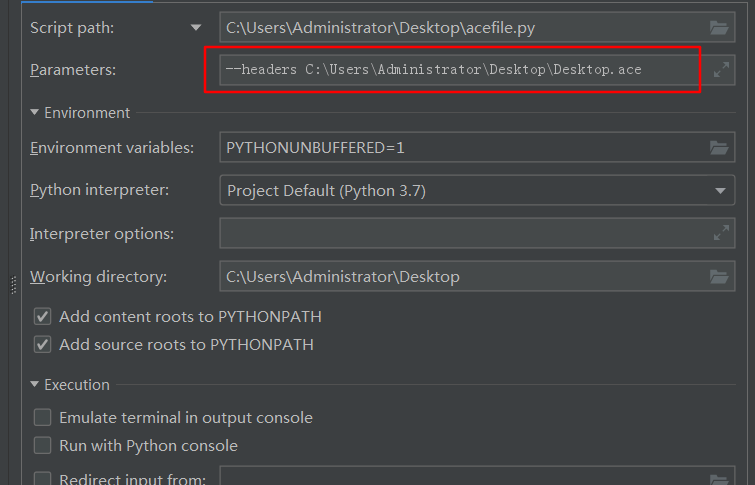 Script path: C:\Users\Administrator\Desktop\acefile.py
Parameters: --headers C:\Users\Administrator\Desktop\Desktop.ace
Environment
Environment variables: PYTHONUNBUFFERED=1
Python interpreter: Project Default (Python 3.7)
Interpreter options:
Working directory: C:\Users\Administrator\Desktop
Add content roots to PYTHONPATH
Add source roots to PYTHONPATH
Execution
Emulate terminal in output console
Run with Python console
Redirect input from: